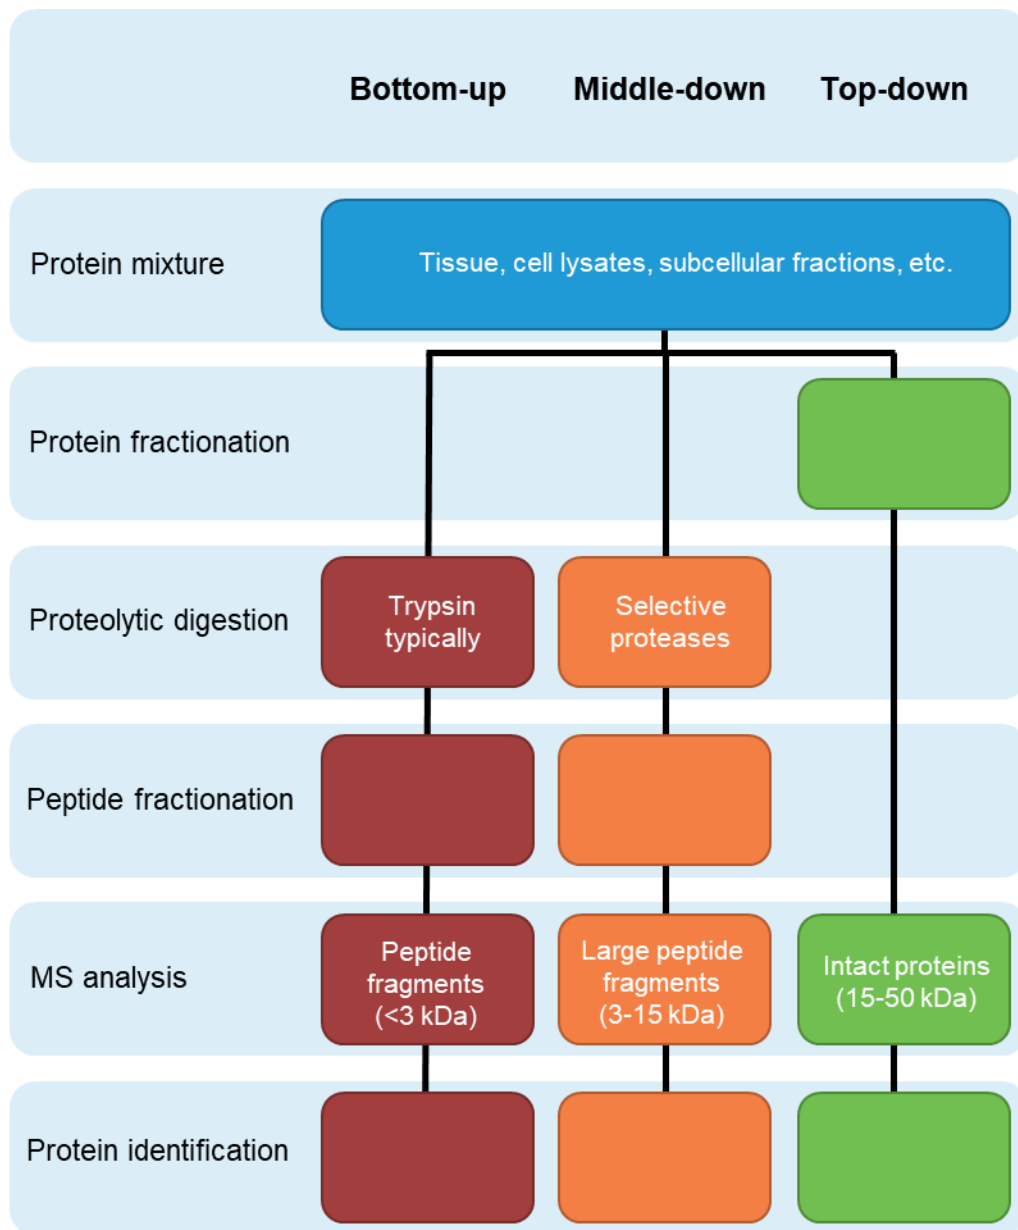 Bottom-up Middle-down Top-down
Protein mixture
Tissue, cell lysates, subcellular fractions, etc.
Protein fractionation
Proteolytic digestion
Trypsin
typically
Selective
proteases
Peptide fractionation
MS analysis
Peptide
fragments
(<3 kDa)
Large peptide
fragments
(3-15 kDa)
Intact proteins
(15-50 kDa)
Protein identification